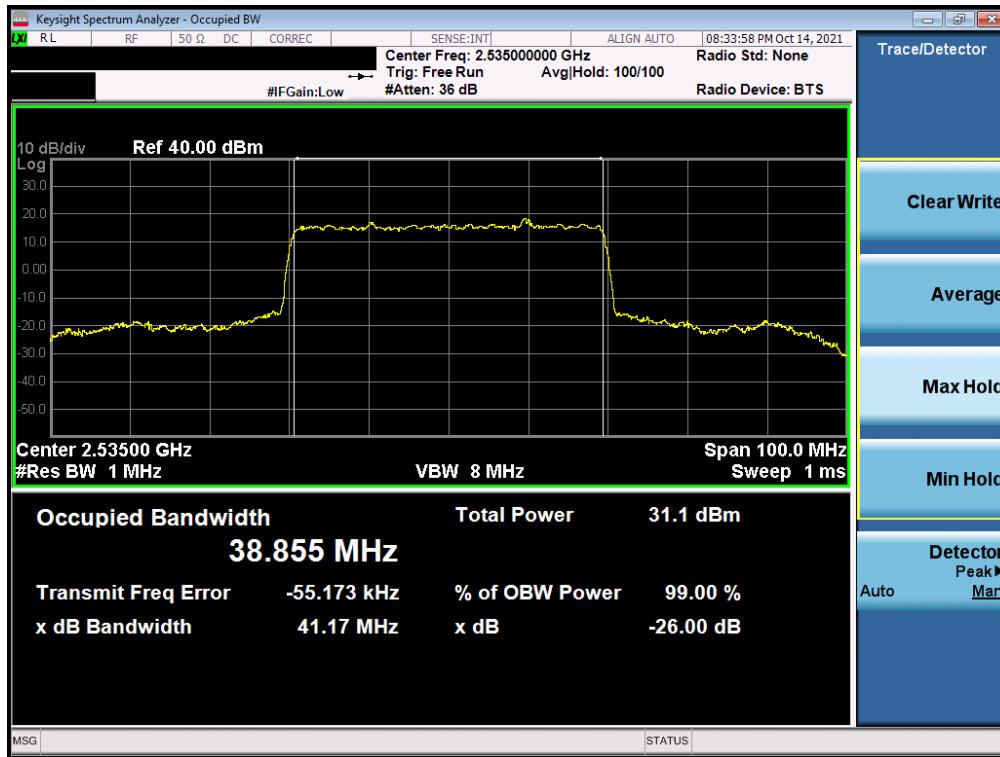 Keysight Spectrum Analyzer - Occupied BW
LXI RL RF 50 Ω DC CORREC SENSE:INT ALIGN AUTO 08:33:58 PM Oct 14, 2021
Center Freq: 2.535000000 GHz Radio Std: None
Trig: Free Run Avg|Hold: 100/100
#IFGain:Low #Atten: 36 dB Radio Device: BTS
10 dB/div Ref 40.00 dBm
Log
30.0
20.0
10.0
0.00
-10.0
-20.0
-30.0
-40.0
-50.0
Center 2.53500 GHz Span 100.0 MHz
#Res BW 1 MHz VBW 8 MHz Sweep 1 ms
Occupied Bandwidth Total Power 31.1 dBm
38.855 MHz
Transmit Freq Error -55.173 kHz % of OBW Power 99.00 %
x dB Bandwidth 41.17 MHz x dB -26.00 dB
MSG STATUS
Trace/Detector
Clear Write
Average
Max Hold
Min Hold
Detector
Peak
Auto Man